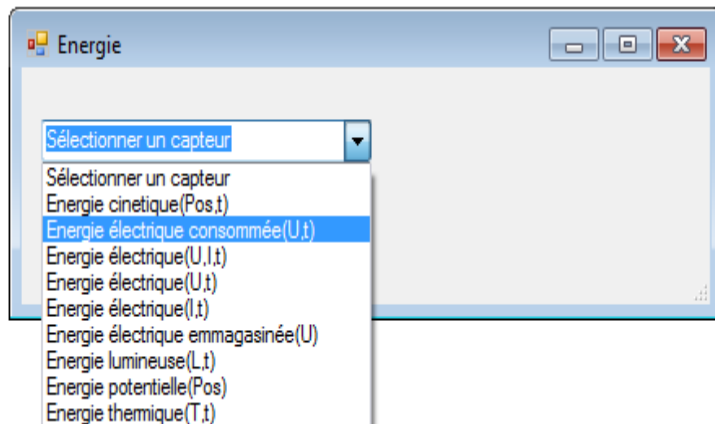 Energie
Sélectionner un capteur
Sélectionner un capteur
Energie cinetique(Pos,t)
Energie électrique consommée(U,t)
Energie électrique(U,I,t)
Energie électrique(U,t)
Energie électrique(I,t)
Energie électrique emmagasinée(U)
Energie lumineuse(L,t)
Energie potentielle(Pos)
Energie thermique(T,t)